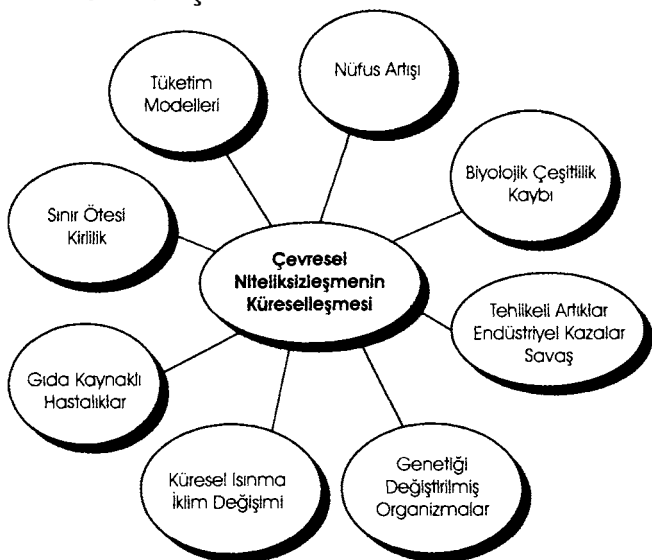 Nüfus Artışı
Tüketim
Modelleri
Biyolojik Çeşitlilik
Kaybı
Sınır Ötesi
Kirlilik
Çevresel
Niteliksizleşmenin
Küreselleşmesi
Tehlikeli Artıklar
Endüstriyel Kazalar
Savaş
Gıda Kaynaklı
Hastalıklar
Küresel Isınma
İklim Değişimi
Genetiği
Değiştirilmiş
Organizmalar